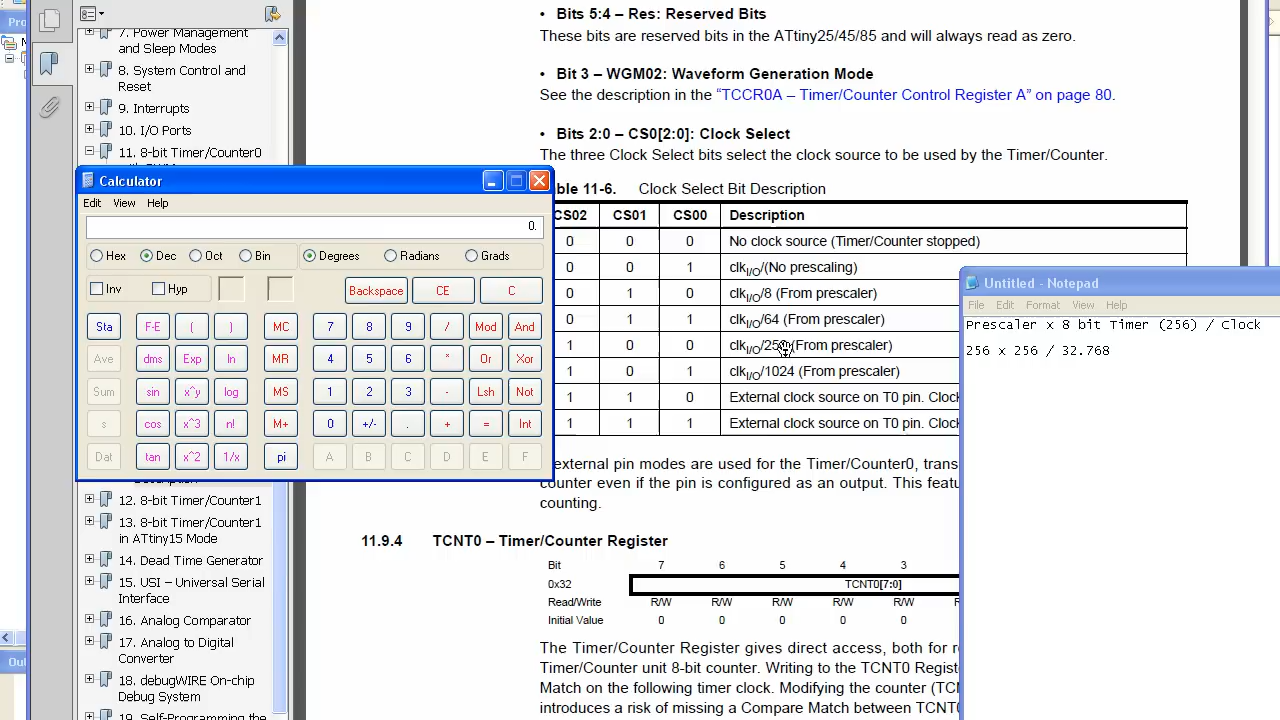 Pro
7. Power Management
and Sleep Modes
8. System Control and
Reset
9. Interrupts
10. I/O Ports
11. 8-bit Timer/Counter0
12. 8-bit Timer/Counter1
13. 8-bit Timer/Counter1
in ATtiny15 Mode
14. Dead Time Generator
15. USI – Universal Serial
Interface
16. Analog Comparator
17. Analog to Digital
Converter
18. debugWIRE On-chip
Debug System
19. Self-Programming the
Ou
Calculator
Edit View Help
0.
Hex Dec Oct Bin Degrees Radians Grads
Inv Hyp Backspace CE C
Sta F-E ( ) MC 7 8 9 / Mod And
Ave dms Exp ln MR 4 5 6 * Or Xor
Sum sin x^y log MS 1 2 3 - Lsh Not
s cos x^3 n! M+ 0 +/- . + = Int
Dat tan x^2 1/x pi A B C D E F
• Bits 5:4 – Res: Reserved Bits
These bits are reserved bits in the ATtiny25/45/85 and will always read as zero.
• Bit 3 – WGM02: Waveform Generation Mode
See the description in the “TCCR0A – Timer/Counter Control Register A” on page 80.
• Bits 2:0 – CS0[2:0]: Clock Select
The three Clock Select bits select the clock source to be used by the Timer/Counter.
ble 11-6. Clock Select Bit Description
CS02 CS01 CS00 Description
0 0 0 No clock source (Timer/Counter stopped)
0 0 1 clkI/O/(No prescaling)
0 1 0 clkI/O/8 (From prescaler)
0 1 1 clkI/O/64 (From prescaler)
1 0 0 clkI/O/256 (From prescaler)
1 0 1 clkI/O/1024 (From prescaler)
1 1 0 External clock source on T0 pin. Clock
1 1 1 External clock source on T0 pin. Clock
external pin modes are used for the Timer/Counter0, trans
counter even if the pin is configured as an output. This featu
counting.
11.9.4 TCNT0 – Timer/Counter Register
Bit 7 6 5 4 3
0x32 TCNT0[7:0]
Read/Write R/W R/W R/W R/W R/W R
Initial Value 0 0 0 0 0
The Timer/Counter Register gives direct access, both for re
Timer/Counter unit 8-bit counter. Writing to the TCNT0 Regist
Match on the following timer clock. Modifying the counter (TC
introduces a risk of missing a Compare Match between TCNT0
Untitled - Notepad
File Edit Format View Help
Prescaler x 8 bit Timer (256) / Clock
256 x 256 / 32.768